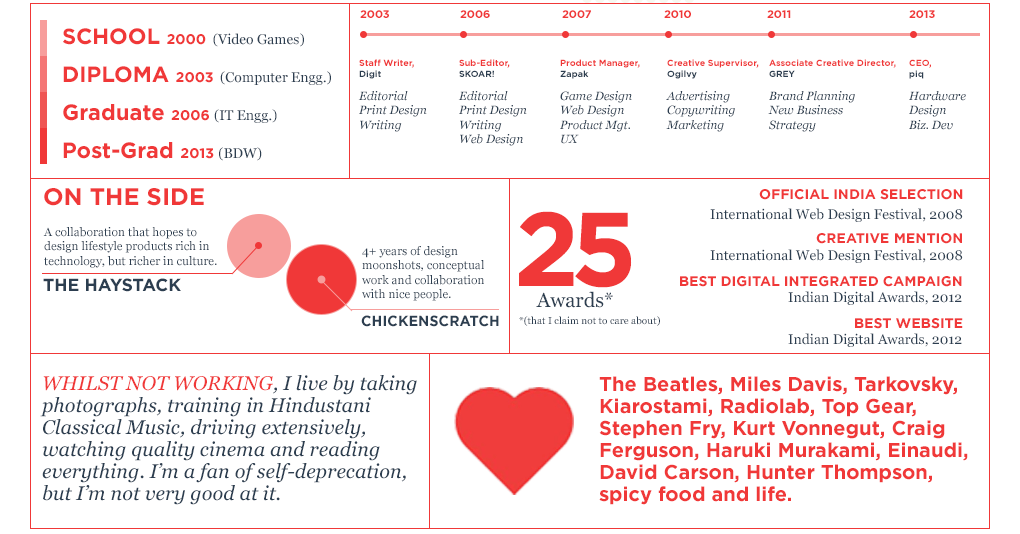 SCHOOL 2000 (Video Games)
DIPLOMA 2003 (Computer Engg.)
Graduate 2006 (IT Engg.)
Post-Grad 2013 (BDW)
2003
Staff Writer,
Digit
Editorial
Print Design
Writing
2006
Sub-Editor,
SKOAR!
Editorial
Print Design
Writing
Web Design
2007
Product Manager,
Zapak
Game Design
Web Design
Product Mgt.
UX
2010
Creative Supervisor,
Ogilvy
Advertising
Copywriting
Marketing
2011
Associate Creative Director,
GREY
Brand Planning
New Business
Strategy
2013
CEO,
piq
Hardware
Design
Biz. Dev
ON THE SIDE
A collaboration that hopes to
design lifestyle products rich in
technology, but richer in culture.
THE HAYSTACK
4+ years of design
moonshots, conceptual
work and collaboration
with nice people.
CHICKENSCRATCH
25
Awards*
*(that I claim not to care about)
OFFICIAL INDIA SELECTION
International Web Design Festival, 2008
CREATIVE MENTION
International Web Design Festival, 2008
BEST DIGITAL INTEGRATED CAMPAIGN
Indian Digital Awards, 2012
BEST WEBSITE
Indian Digital Awards, 2012
WHILST NOT WORKING, I live by taking
photographs, training in Hindustani
Classical Music, driving extensively,
watching quality cinema and reading
everything. I'm a fan of self-deprecation,
but I'm not very good at it.
The Beatles, Miles Davis, Tarkovsky,
Kiarostami, Radiolab, Top Gear,
Stephen Fry, Kurt Vonnegut, Craig
Ferguson, Haruki Murakami, Einaudi,
David Carson, Hunter Thompson,
spicy food and life.